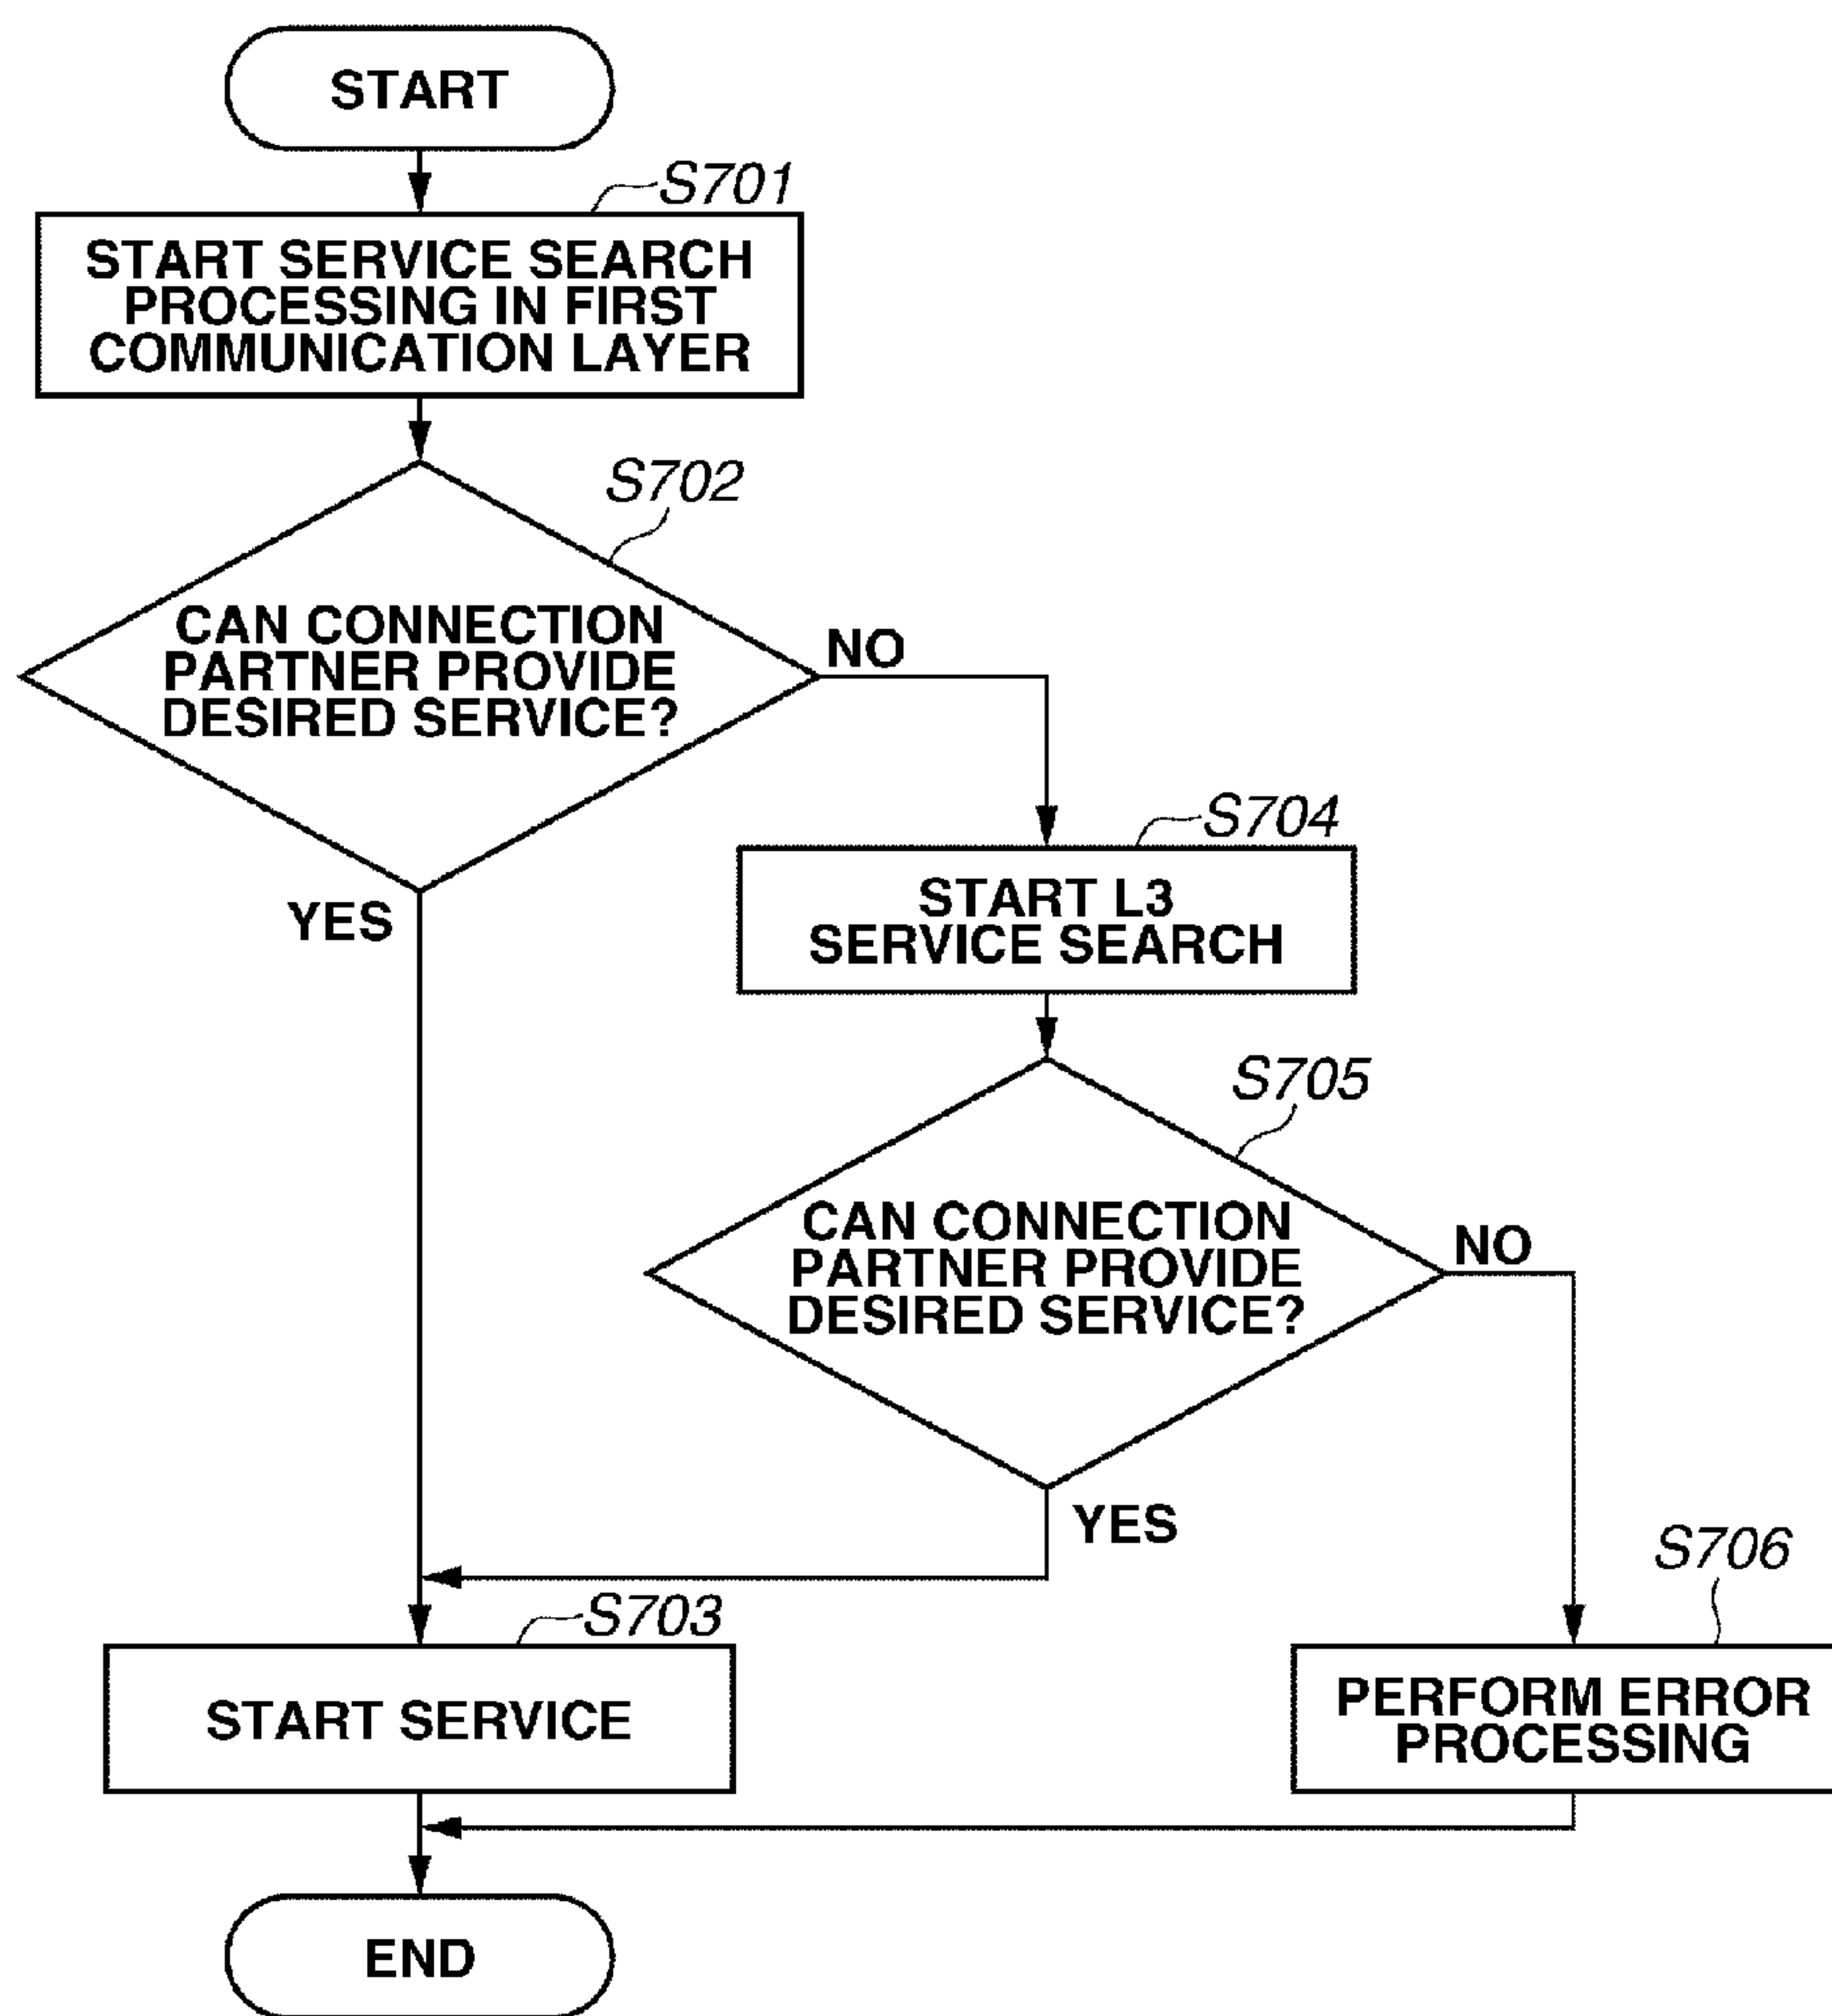 START
S701
START SERVICE SEARCH
PROCESSING IN FIRST
COMMUNICATION LAYER
S702
CAN CONNECTION
PARTNER PROVIDE
DESIRED SERVICE?
NO
YES
S704
START L3
SERVICE SEARCH
S705
CAN CONNECTION
PARTNER PROVIDE
DESIRED SERVICE?
NO
YES
S706
S703
START SERVICE
PERFORM ERROR
PROCESSING
END